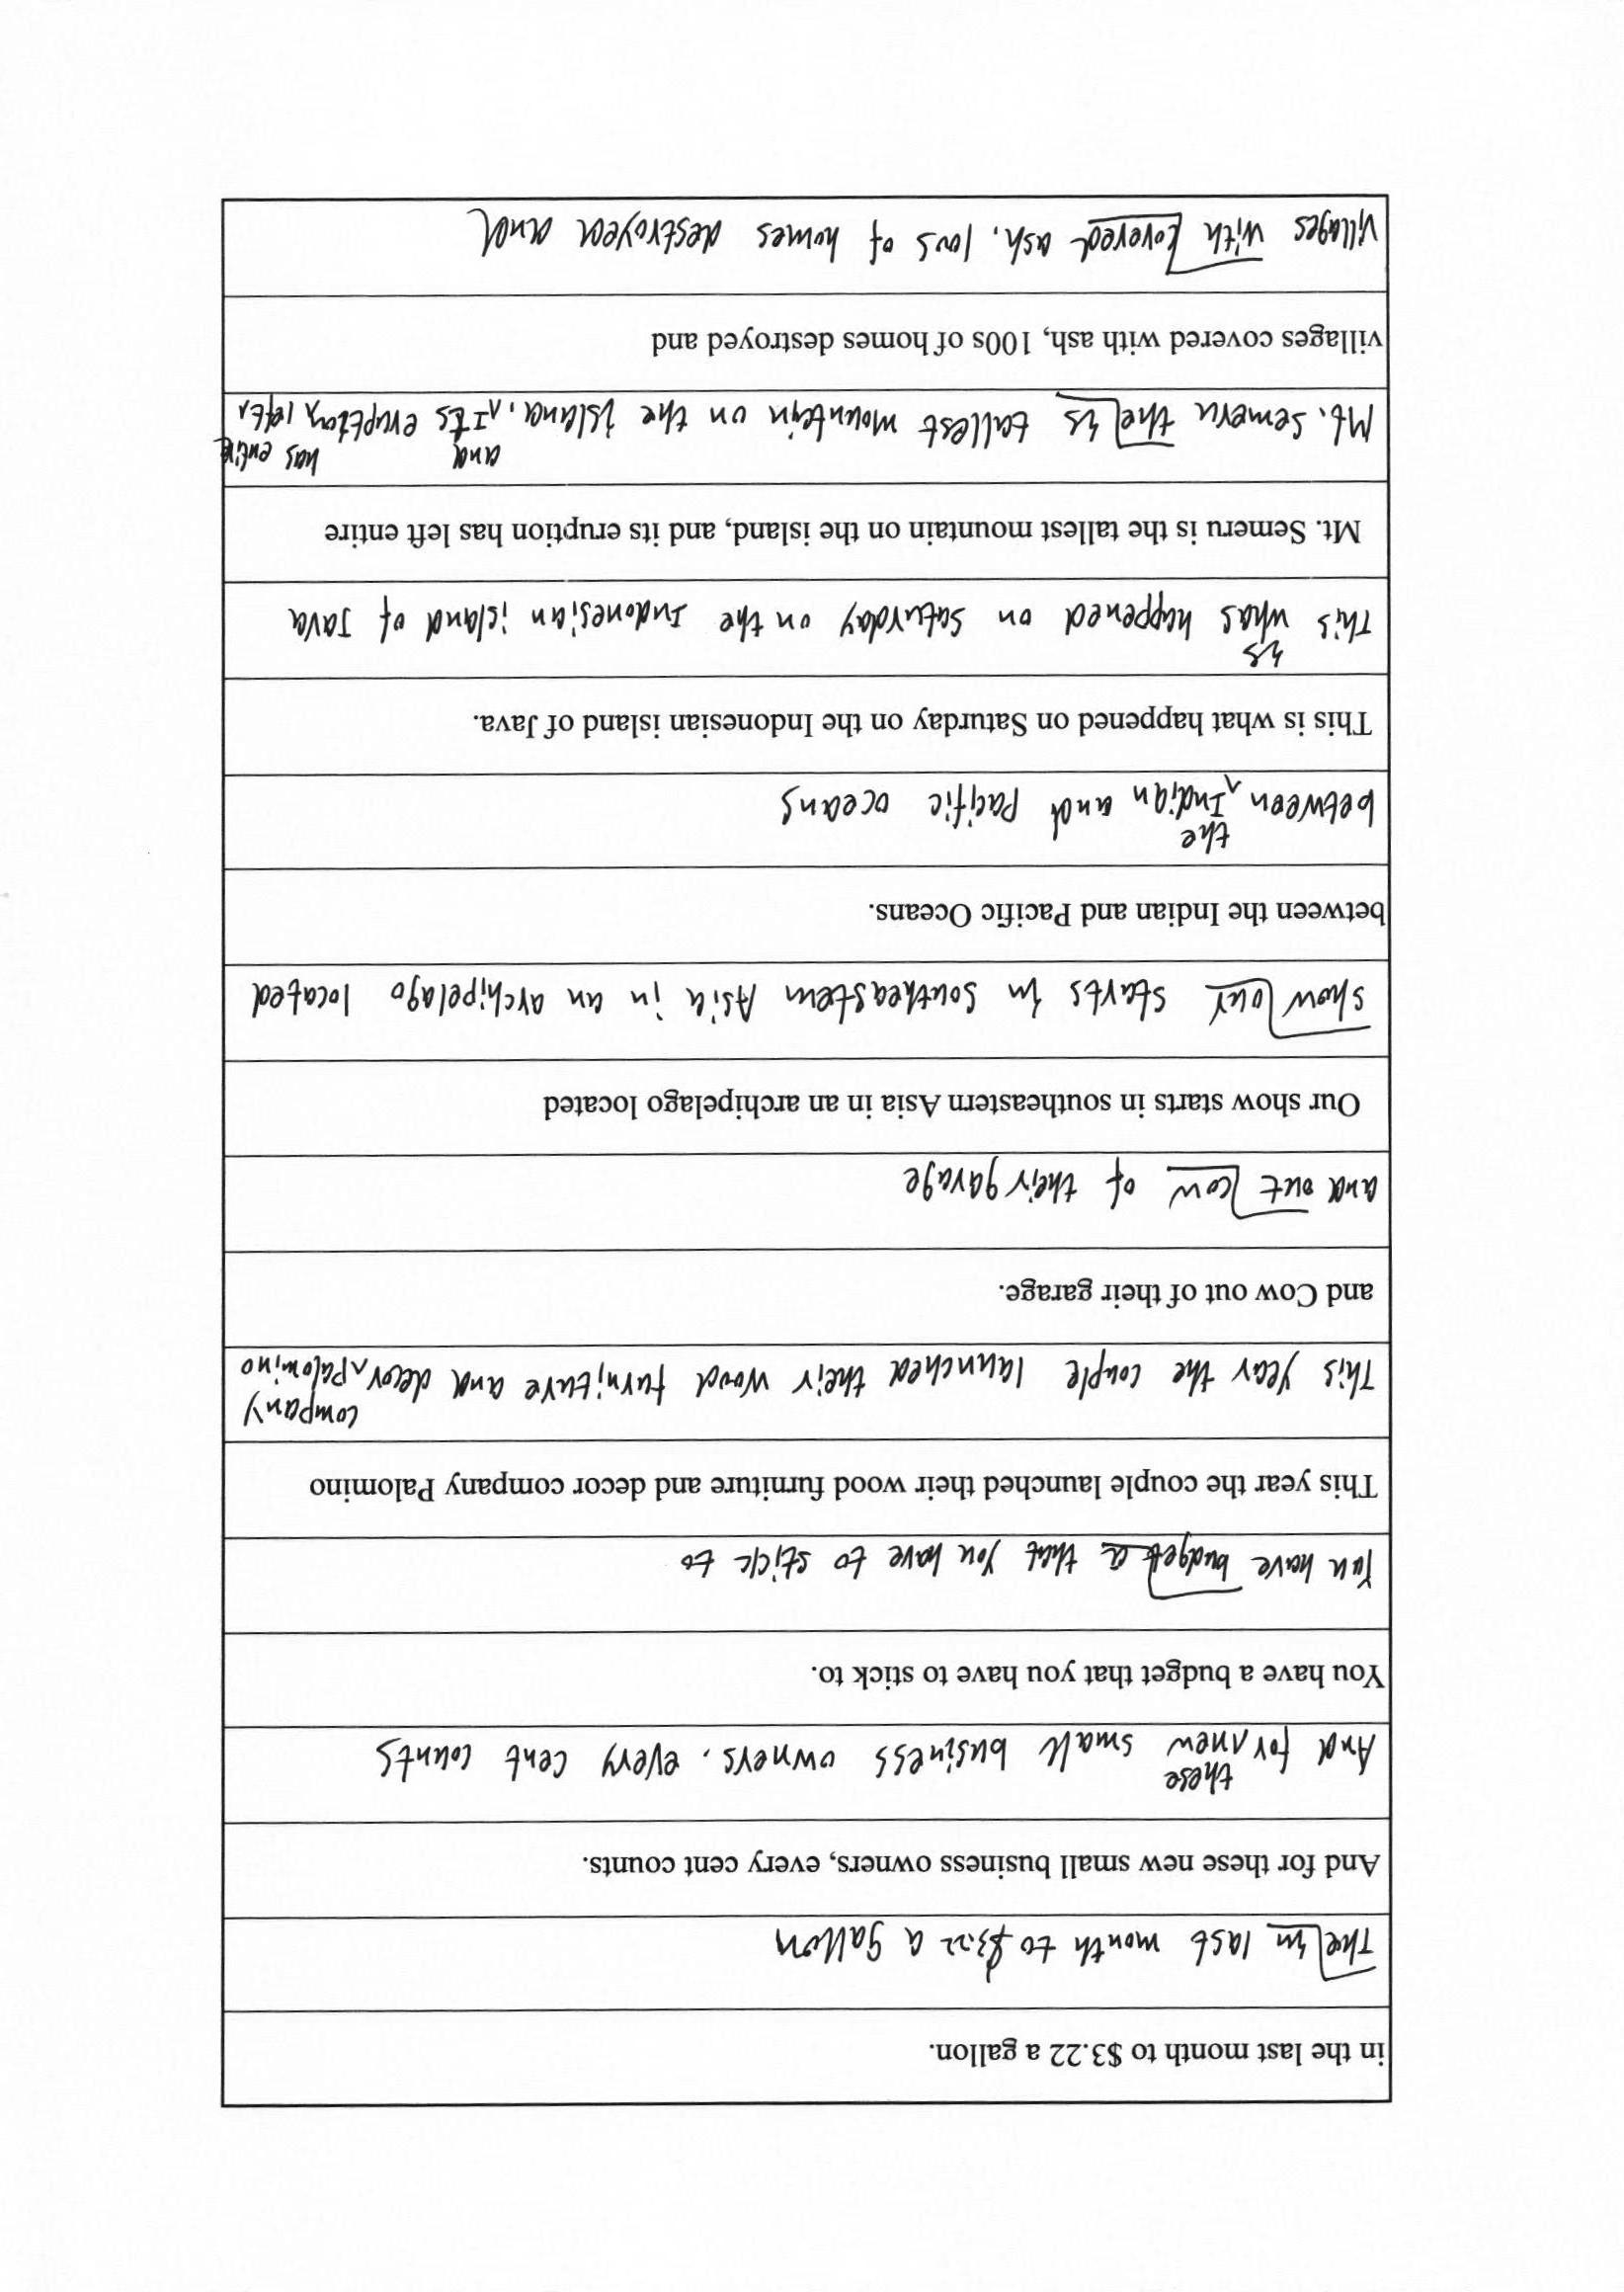 in the last month to $3.22 a gallon.
The in last month to $3.22 a gallon
And for these new small business owners, every cent counts.
these
And for new small business owners, every cent counts
You have a budget that you have to stick to.
You have budget a that you have to stick to
This year the couple launched their wood furniture and decor company Palomino
company
This year the couple launched their wood furniture and decor Palomino
and Cow out of their garage.
and out cow of their garage
Our show starts in southeastern Asia in an archipelago located
show our starts in Southeastern Asia in an archipelago located
between the Indian and Pacific Oceans.
the
between Indian and Pacific oceans
This is what happened on Saturday on the Indonesian island of Java.
is
This whas happened on Saturday on the Indonesian island of Java
Mt. Semeru is the tallest mountain on the island, and its eruption has left entire
and has entire
Mt. Semeru the is tallest mountain on the island, Its eruption left
villages covered with ash, 100s of homes destroyed and
villages with covered ash, 100s of homes destroyed and